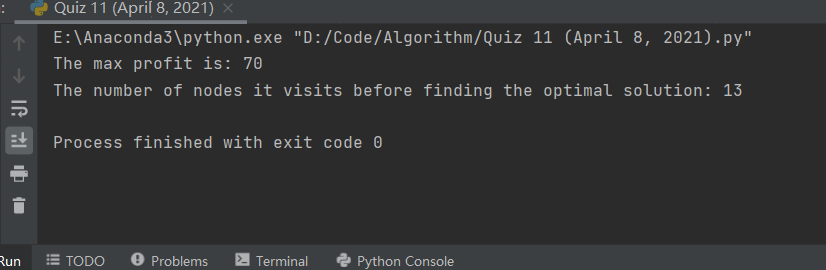 :
Quiz 11 (April 8, 2021) ×
E:\Anaconda3\python.exe "D:/Code/Algorithm/Quiz 11 (April 8, 2021).py"
The max profit is: 70
The number of nodes it visits before finding the optimal solution: 13
Process finished with exit code 0
Run TODO Problems Terminal Python Console